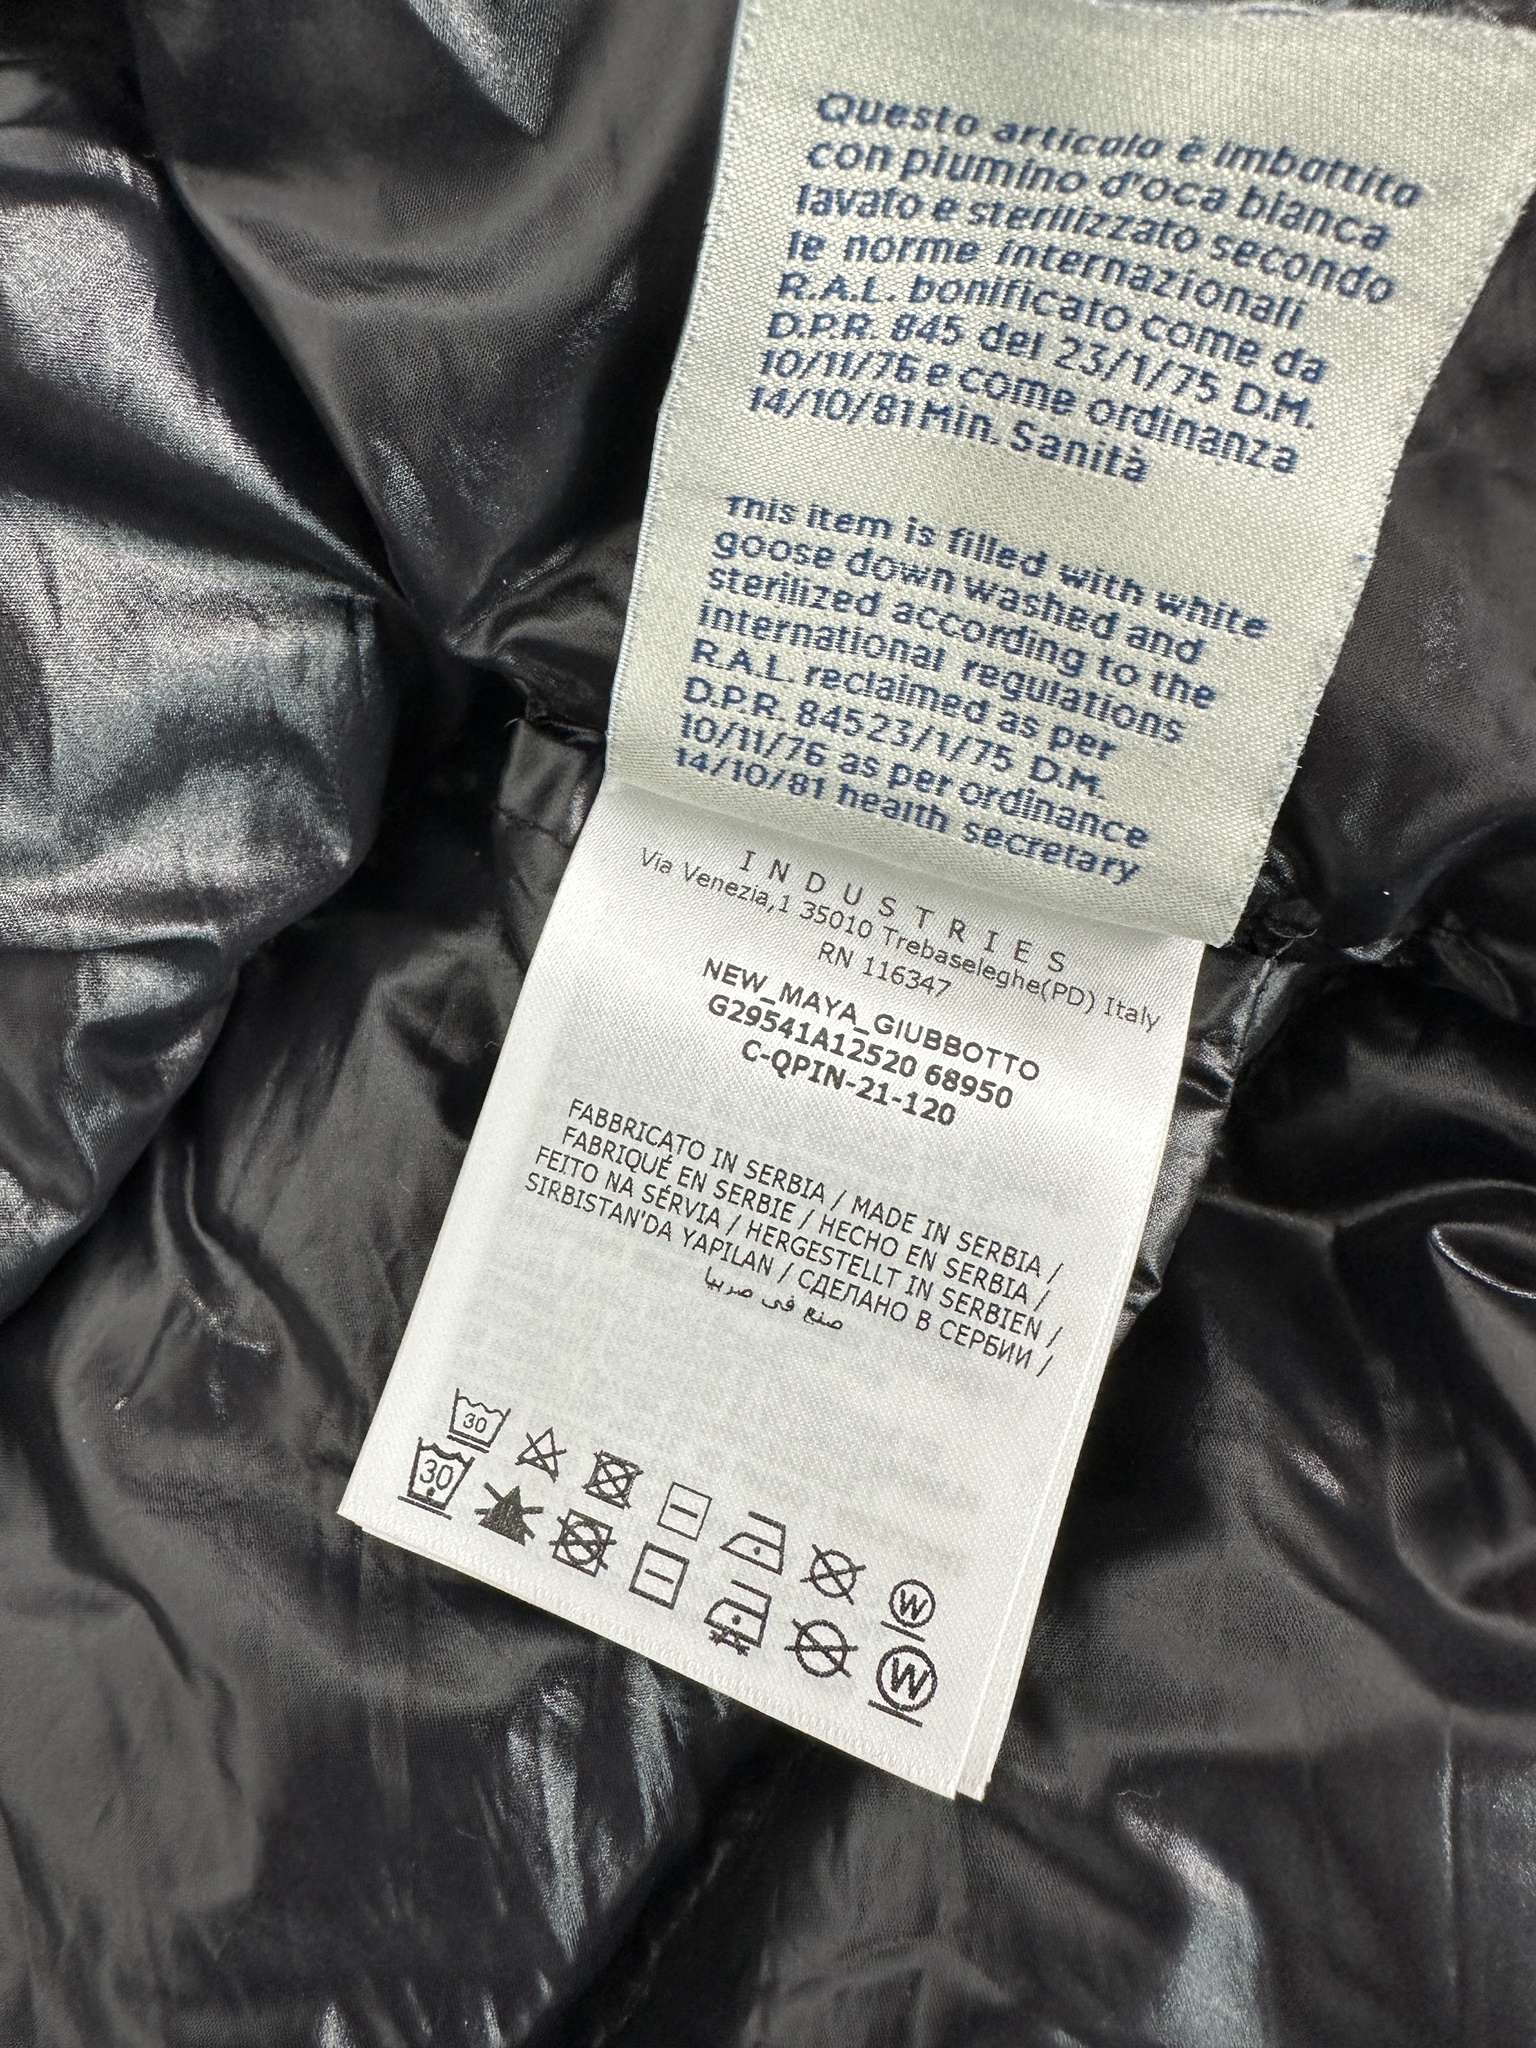 Questo articolo è imbottito
con piumino d'oca bianca
lavato e sterilizzato secondo
le norme internazionali
R.A.L. bonificato come da
D.P.R. 845 del 23/1/75 D.M.
10/11/76 e come ordinanza
14/10/81 Min. Sanità
This item is filled with white
goose down washed and
sterilized according to the
international regulations
R.A.L. reclaimed as per
D.P.R. 84523/1/75 D.M.
10/11/76 as per ordinance
14/10/81 health secretary
INDUSTRIES
Via Venezia,1 35010 Trebaseleghe(PD) Italy
RN 116347
NEW_MAYA_GIUBBOTTO
G29541A12520 68950
C-QPIN-21-120
FABBRICATO IN SERBIA / MADE IN SERBIA /
FABRIQUÉ EN SERBIE / HECHO EN SERBIA /
FEITO NA SÉRVIA / HERGESTELLT IN SERBIEN /
SIRBISTAN'DA YAPILAN / СДЕЛАНО В СЕРБИИ /
صنع في صربيا
30
W
30
W